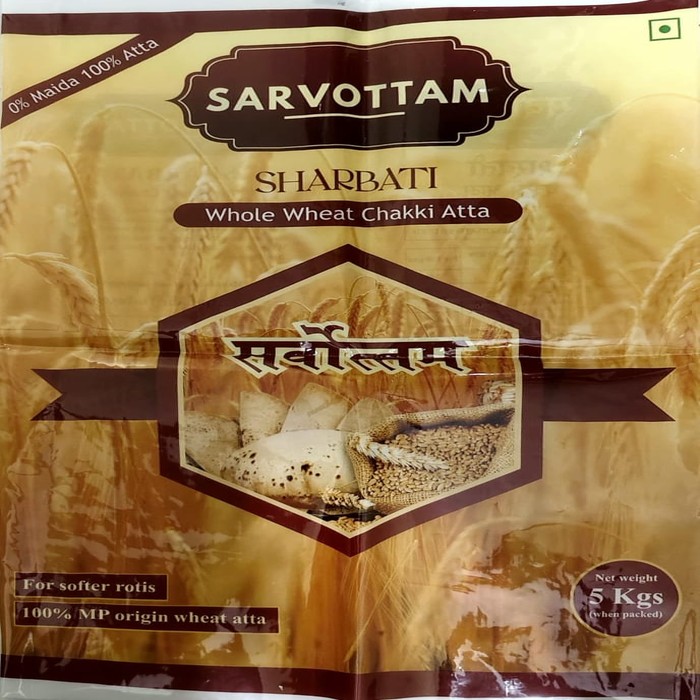 0% Maida 100% Atta
SARVOTTAM
SHARBATI
Whole Wheat Chakki Atta
सर्वोत्तम
For softer rotis
100% MP origin wheat atta
Net weight
5 Kgs
(when packed)